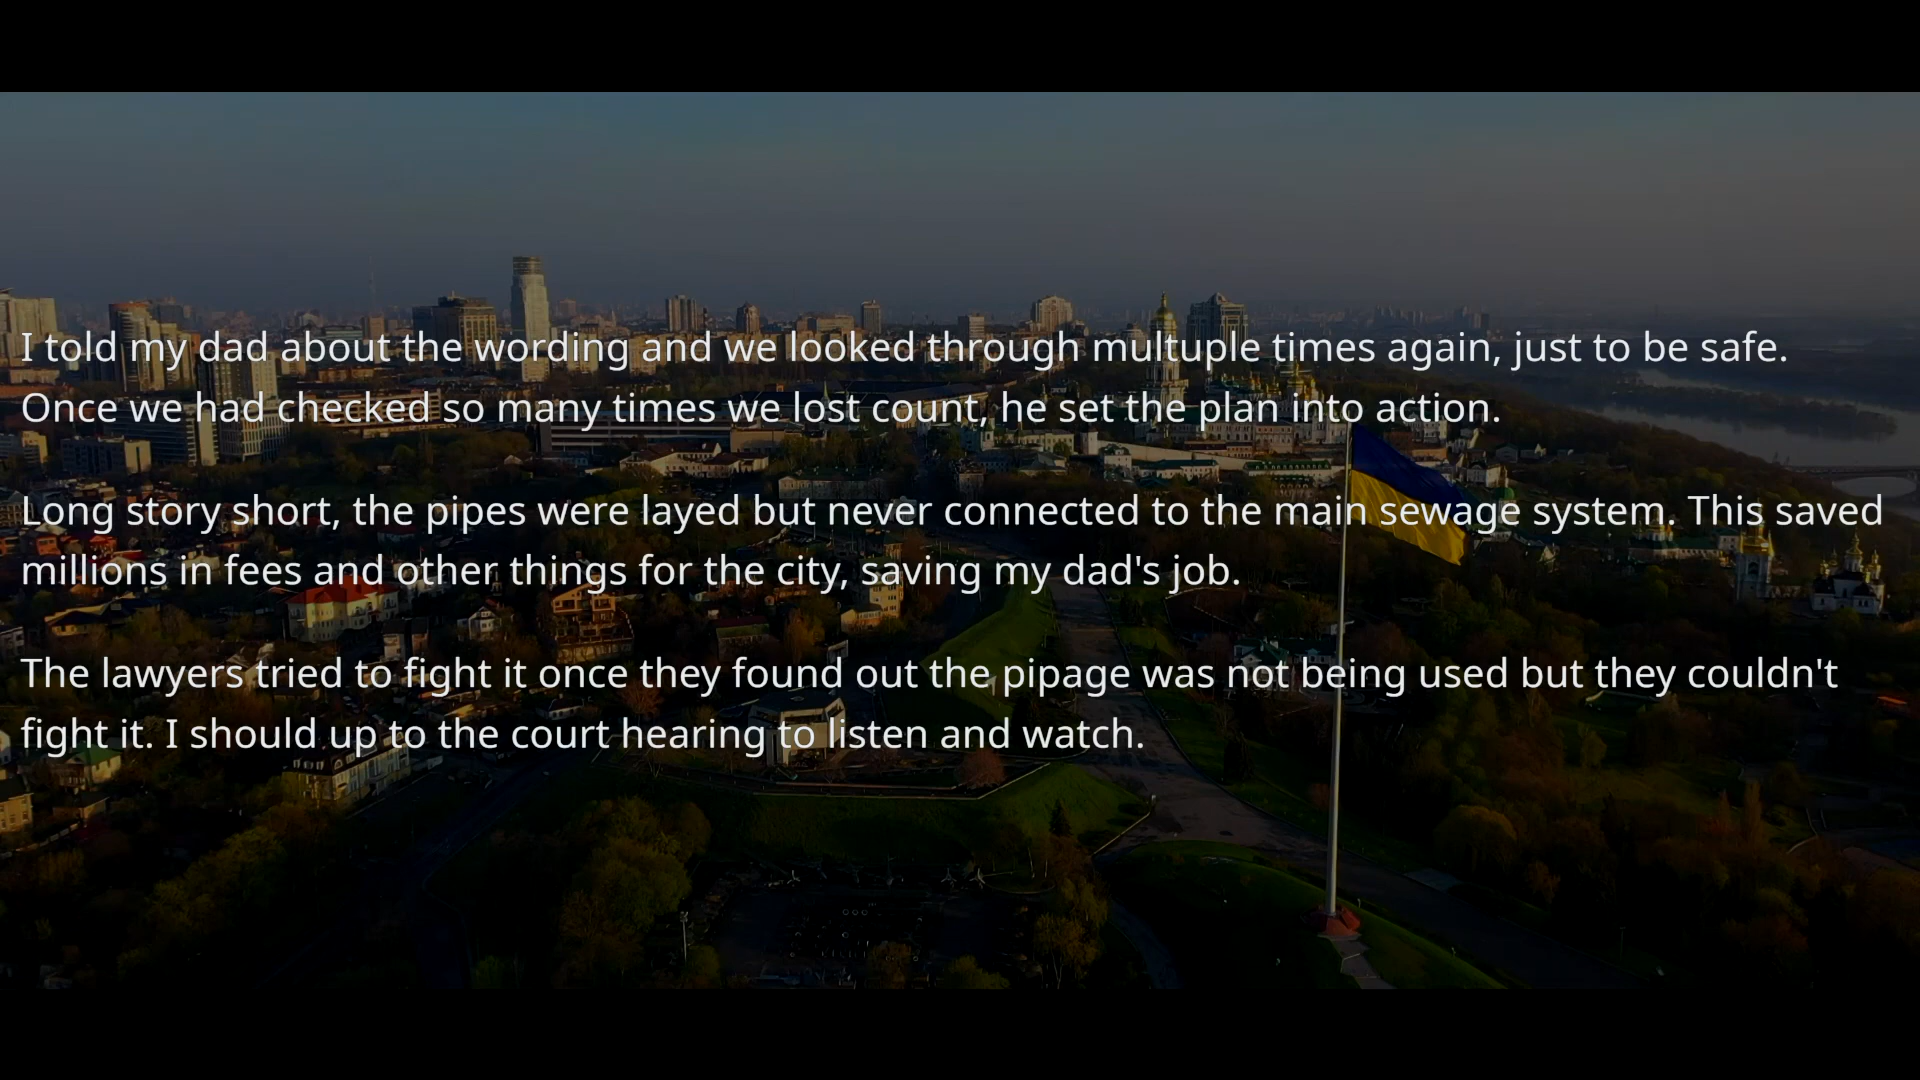 I told my dad about the wording and we looked through multuple times again, just to be safe.
Once we had checked so many times we lost count, he set the plan into action.
Long story short, the pipes were layed but never connected to the main sewage system. This saved
millions in fees and other things for the city, saving my dad's job.
The lawyers tried to fight it once they found out the pipage was not being used but they couldn't
fight it. I should up to the court hearing to listen and watch.